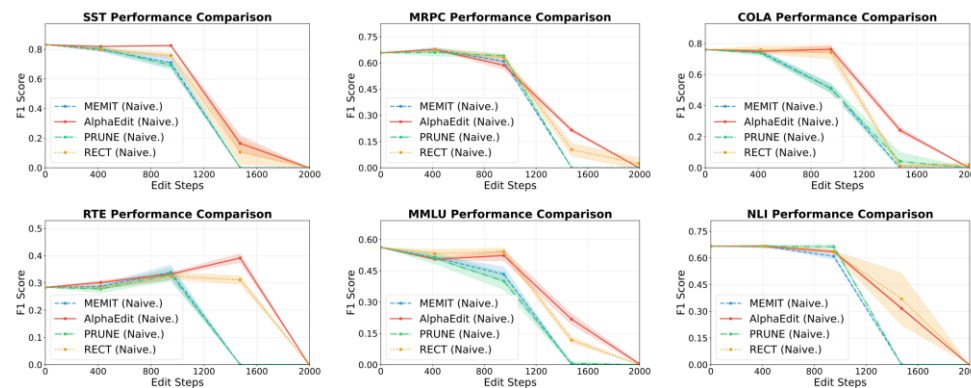 SST Performance Comparison
F1 Score
0.8
0.6
0.4
0.2
0.0
MEMIT (Naive.)
AlphaEdit (Naive.)
PRUNE (Naive.)
RECT (Naive.)
0 400 800 1200 1600 2000
Edit Steps
MRPC Performance Comparison
F1 Score
0.75
0.60
0.45
0.30
0.15
0.00
MEMIT (Naive.)
AlphaEdit (Naive.)
PRUNE (Naive.)
RECT (Naive.)
0 400 800 1200 1600 2000
Edit Steps
COLA Performance Comparison
F1 Score
0.8
0.6
0.4
0.2
0.0
MEMIT (Naive.)
AlphaEdit (Naive.)
PRUNE (Naive.)
RECT (Naive.)
0 400 800 1200 1600 2000
Edit Steps
RTE Performance Comparison
F1 Score
0.5
0.4
0.3
0.2
0.1
0.0
MEMIT (Naive.)
AlphaEdit (Naive.)
PRUNE (Naive.)
RECT (Naive.)
0 400 800 1200 1600 2000
Edit Steps
MMLU Performance Comparison
F1 Score
0.60
0.45
0.30
0.15
0.00
MEMIT (Naive.)
AlphaEdit (Naive.)
PRUNE (Naive.)
RECT (Naive.)
0 400 800 1200 1600 2000
Edit Steps
NLI Performance Comparison
F1 Score
0.75
0.60
0.45
0.30
0.15
0.00
MEMIT (Naive.)
AlphaEdit (Naive.)
PRUNE (Naive.)
RECT (Naive.)
0 400 800 1200 1600 2000
Edit Steps